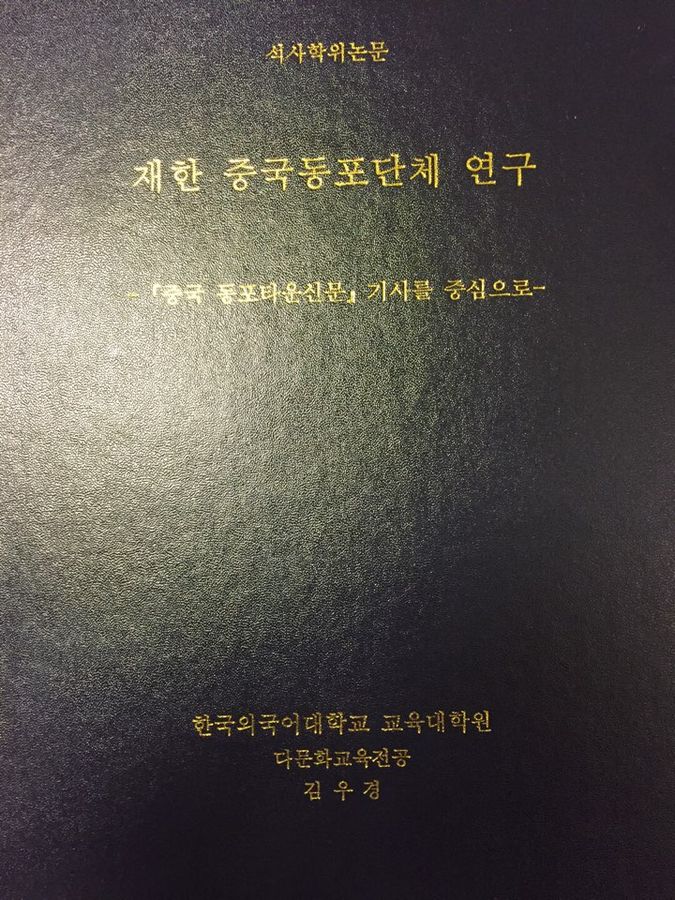 석사학위논문
재한 중국동포단체 연구
- 『중국 동포타운신문』 기사를 중심으로-
한국외국어대학교 교육대학원
다문화교육전공
김 우 경